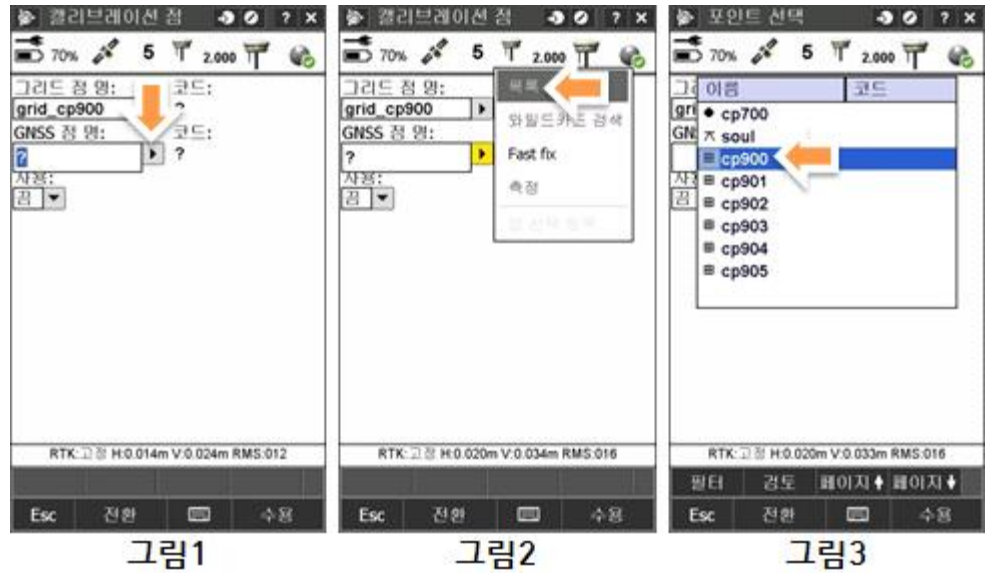 캘리브레이션 점 ? ×
70% 5 2.000
그리드 점 명: 코드:
grid_cp900 ?
GNSS 점 명: 코드:
? ?
사용:
끔
RTK:고정 H:0.014m V:0.024m RMS:012
Esc 전환 수용
그림1
캘리브레이션 점 ? ×
70% 5 2.000
그리드 점 명:
grid_cp900
GNSS 점 명:
?
사용:
끔
목록
와일드카드 검색
Fast fix
측정
RTK:고정 H:0.020m V:0.034m RMS:016
Esc 전환 수용
그림2
포인트 선택 ? ×
70% 5 2.000
이름 코드
cp700
soul
cp900
cp901
cp902
cp903
cp904
cp905
끔
RTK:고정 H:0.020m V:0.033m RMS:016
필터 검토 페이지 페이지
Esc 전환 수용
그림3